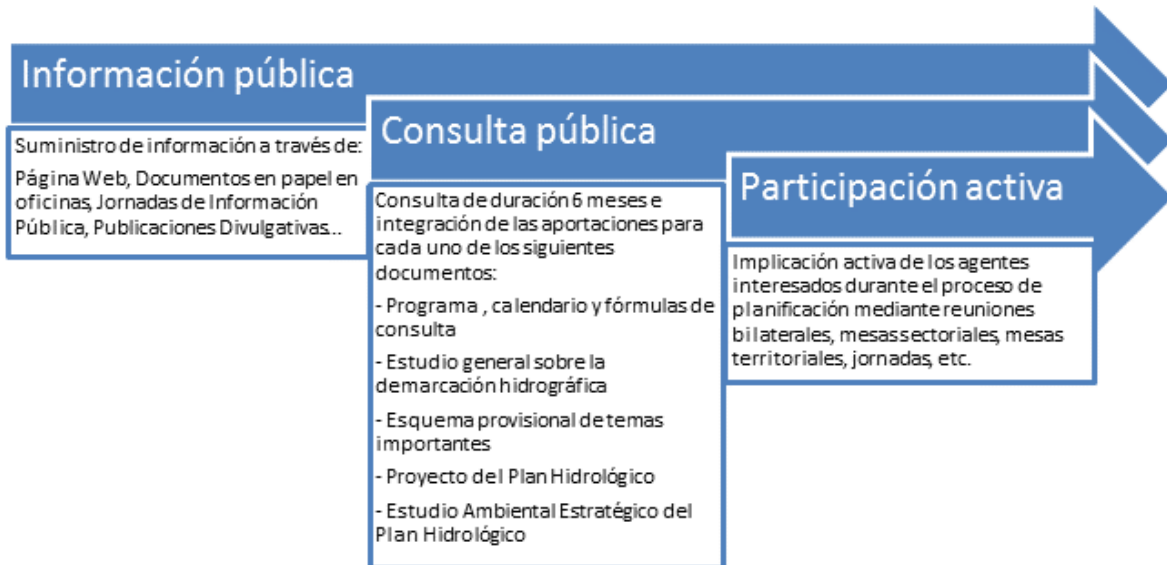 Información pública
Suministro de información a través de:
Página Web, Documentos en papel en
oficinas, Jornadas de Información
Pública, Publicaciones Divulgativas...
Consulta pública
Consulta de duración 6 meses e
integración de las aportaciones para
cada uno de los siguientes
documentos:
- Programa , calendario y fórmulas de
consulta
- Estudio general sobre la
demarcación hidrográfica
- Esquema provisional de temas
importantes
- Proyecto del Plan Hidrológico
- Estudio Ambiental Estratégico del
Plan Hidrológico
Participación activa
Implicación activa de los agentes
interesados durante el proceso de
planificación mediante reuniones
bilaterales, mesas sectoriales, mesas
territoriales, jornadas, etc.